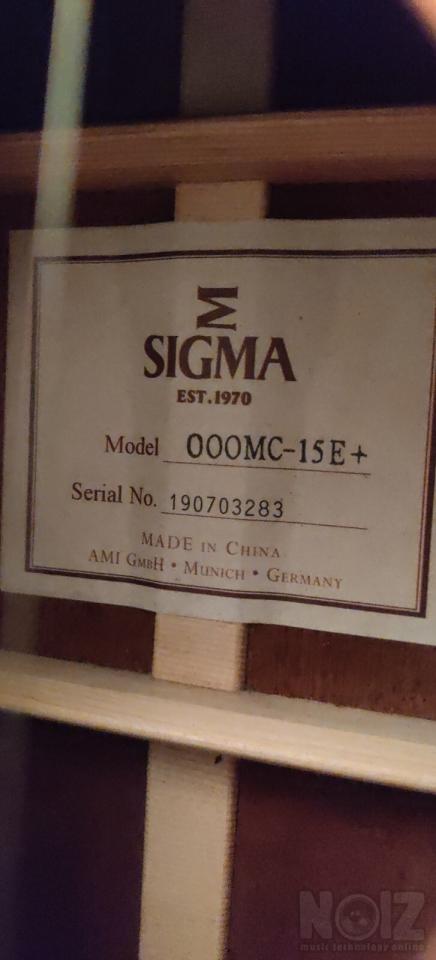 Σ
SIGMA
EST.1970
Model 000MC-15E+
Serial No. 190703283
MADE IN CHINA
AMI GMBH • MUNICH • GERMANY
NOIZ
music technology online